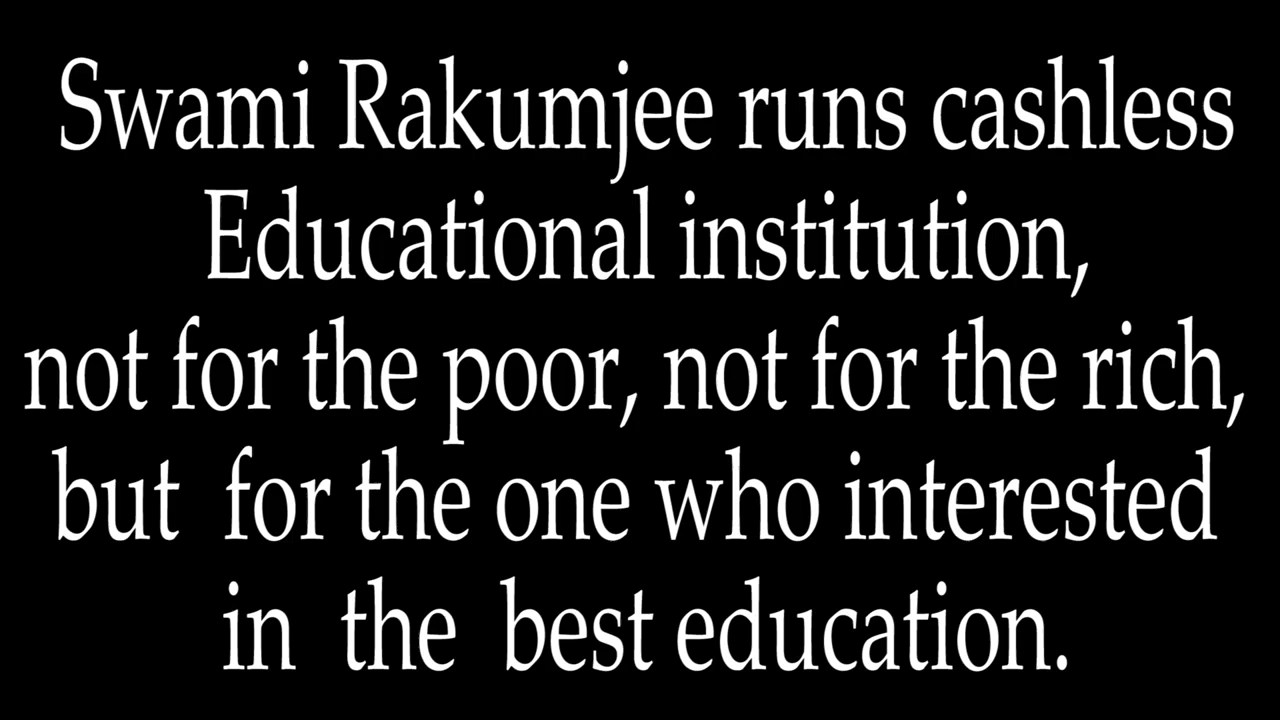 Swami Rakumjee runs cashless
Educational institution,
not for the poor, not for the rich,
but for the one who interested
in the best education.